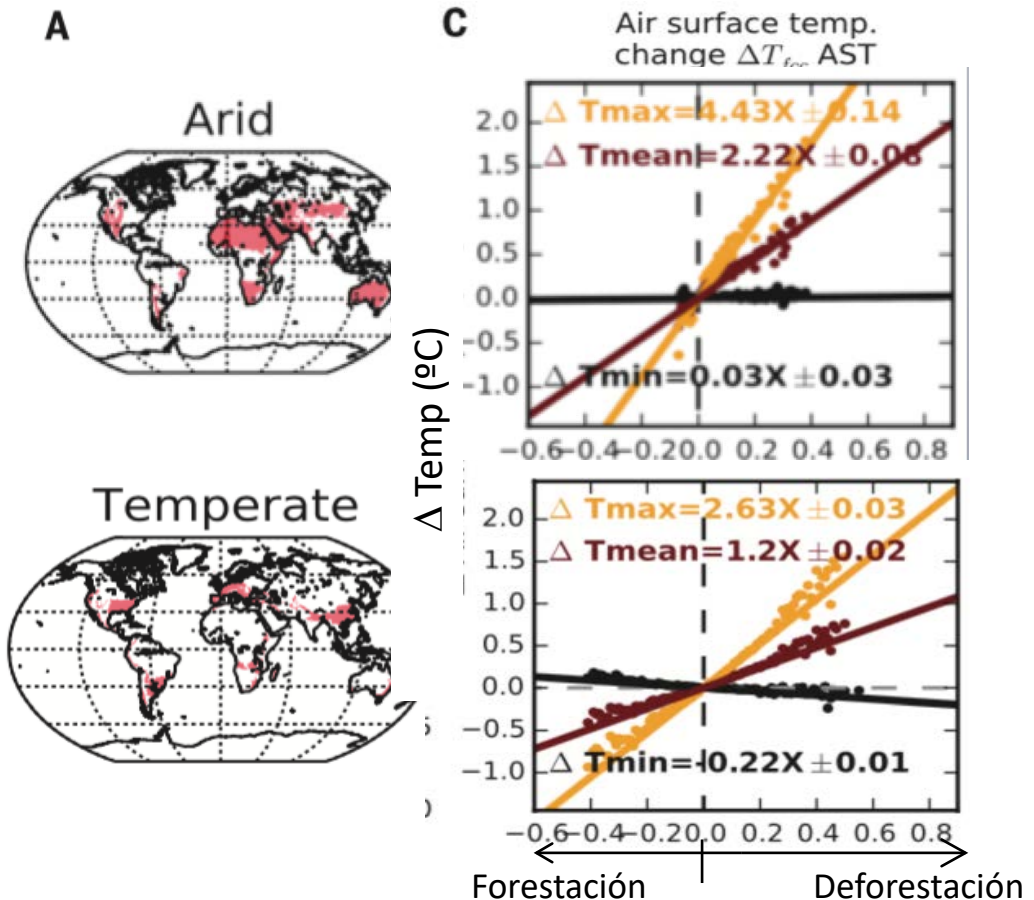 A
Arid
Temperate
C
Air surface temp.
change ΔT_fcc AST
Δ Temp (ºC)
Δ Tmax=4.43X ±0.14
Δ Tmean=2.22X ±0.08
Δ Tmin=0.03X ±0.03
2.0
1.5
1.0
0.5
0.0
−0.5
−1.0
−0.6 −0.4 −0.2 0.0 0.2 0.4 0.6 0.8
Δ Tmax=2.63X ±0.03
Δ Tmean=1.2X ±0.02
Δ Tmin=-0.22X ±0.01
2.0
1.5
1.0
0.5
0.0
−0.5
−1.0
−0.6 −0.4 −0.2 0.0 0.2 0.4 0.6 0.8
Forestación
Deforestación